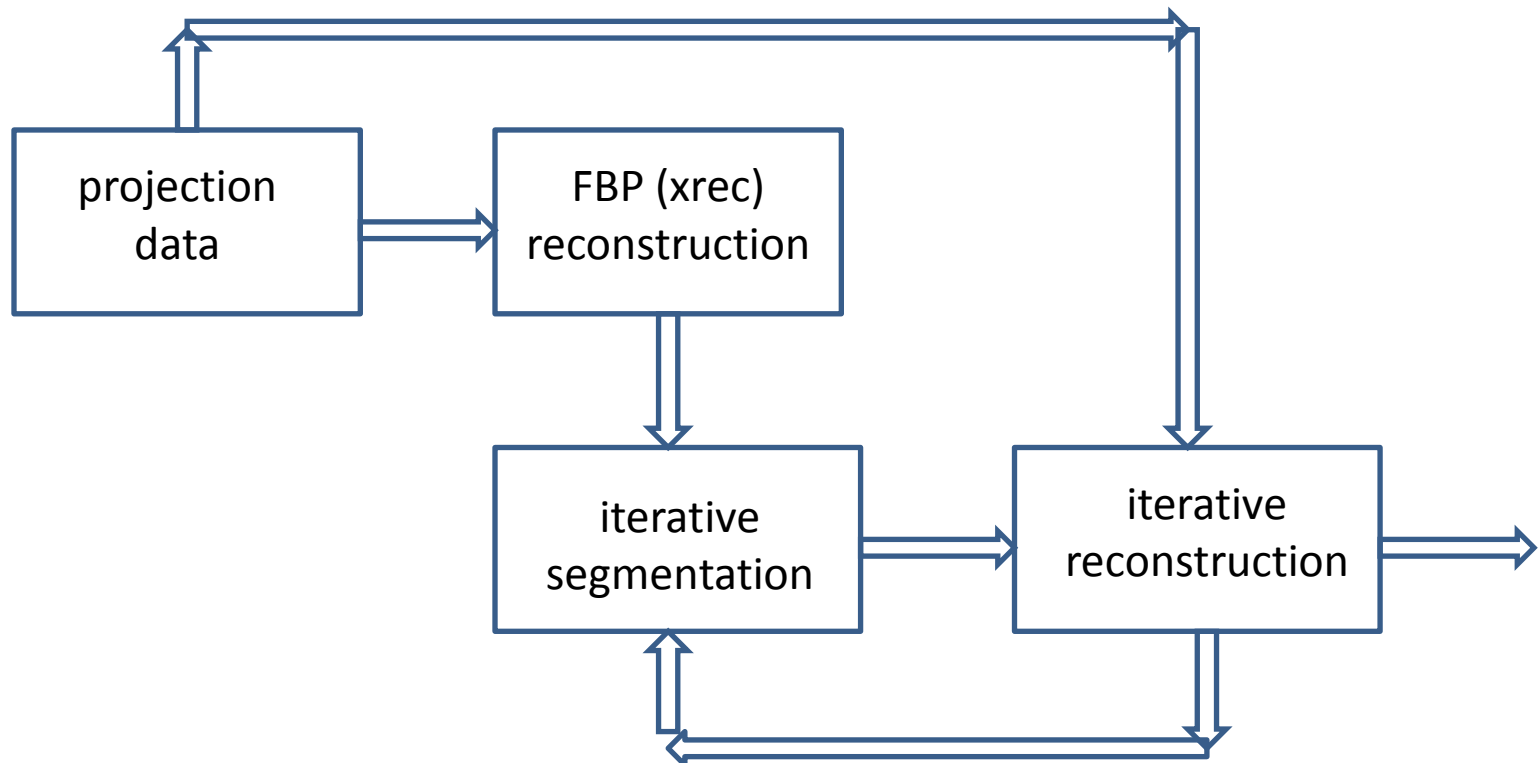 projection
data
FBP (xrec)
reconstruction
iterative
segmentation
iterative
reconstruction